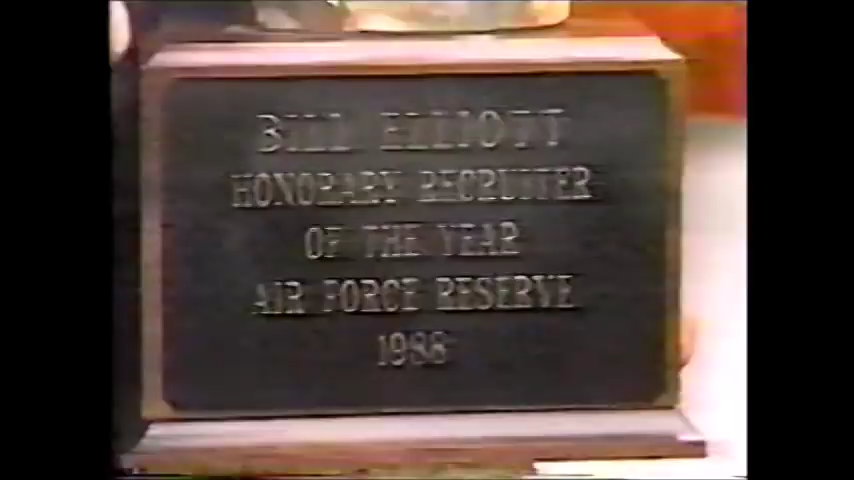 BILL ELLIOTT
HONORARY RECRUITER
OF THE YEAR
AIR FORCE RESERVE
1988